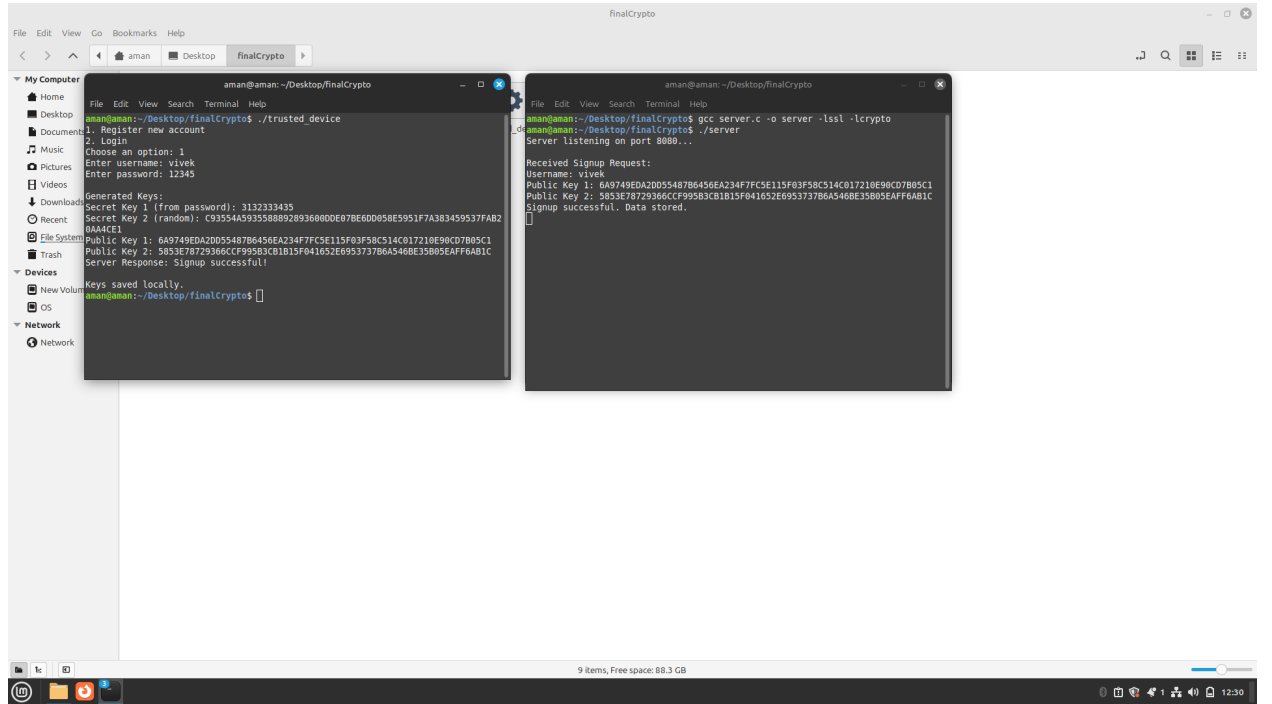 finalCrypto
File Edit View Go Bookmarks Help
aman Desktop finalCrypto
My Computer
Home
Desktop
Documents
Music
Pictures
Videos
Downloads
Recent
File System
Trash
Devices
New Volum
OS
Network
Network
aman@aman: ~/Desktop/finalCrypto
File Edit View Search Terminal Help
aman@aman:~/Desktop/finalCrypto$ ./trusted_device
1. Register new account
2. Login
Choose an option: 1
Enter username: vivek
Enter password: 12345
Generated Keys:
Secret Key 1 (from password): 3132333435
Secret Key 2 (random): C93554A5935588B92893600DDE07BE6DD058E5951F7A383459537FAB2
0AA4CE1
Public Key 1: 6A9749EDA2DD55487B6456EA234F7FC5E115F03F58C514C017210E90CD7B05C1
Public Key 2: 5853E78729366CCF995B3CB1B15F041652E6953737B6A546BE35B05EAFF6AB1C
Server Response: Signup successful!
Keys saved locally.
aman@aman:~/Desktop/finalCrypto$
aman@aman: ~/Desktop/finalCrypto
File Edit View Search Terminal Help
aman@aman:~/Desktop/finalCrypto$ gcc server.c -o server -lssl -lcrypto
aman@aman:~/Desktop/finalCrypto$ ./server
Server listening on port 8080...
Received Signup Request:
Username: vivek
Public Key 1: 6A9749EDA2DD55487B6456EA234F7FC5E115F03F58C514C017210E90CD7B05C1
Public Key 2: 5853E78729366CCF995B3CB1B15F041652E6953737B6A546BE35B05EAFF6AB1C
Signup successful. Data stored.
9 items, Free space: 88.3 GB
3
1
12:30